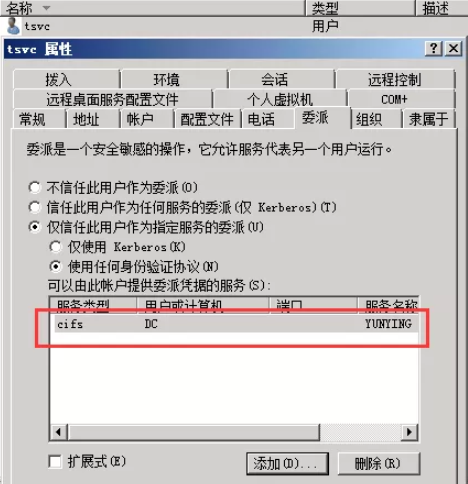 名称 类型 描述
tsvc 用户
tsvc 属性
拨入 环境 会话 远程控制
远程桌面服务配置文件 个人虚拟机 COM+
常规 地址 帐户 配置文件 电话 委派 组织 隶属于
委派是一个安全敏感的操作，它允许服务代表另一个用户运行。
不信任此用户作为委派(O)
信任此用户作为任何服务的委派(仅 Kerberos)(T)
仅信任此用户作为指定服务的委派(U)
仅使用 Kerberos(K)
使用任何身份验证协议(N)
可以由此帐户提供委派凭据的服务(S):
服务类型 用户或计算机 端口 服务名称
cifs DC YUNYING
扩展式(E) 添加(D)... 删除(R)